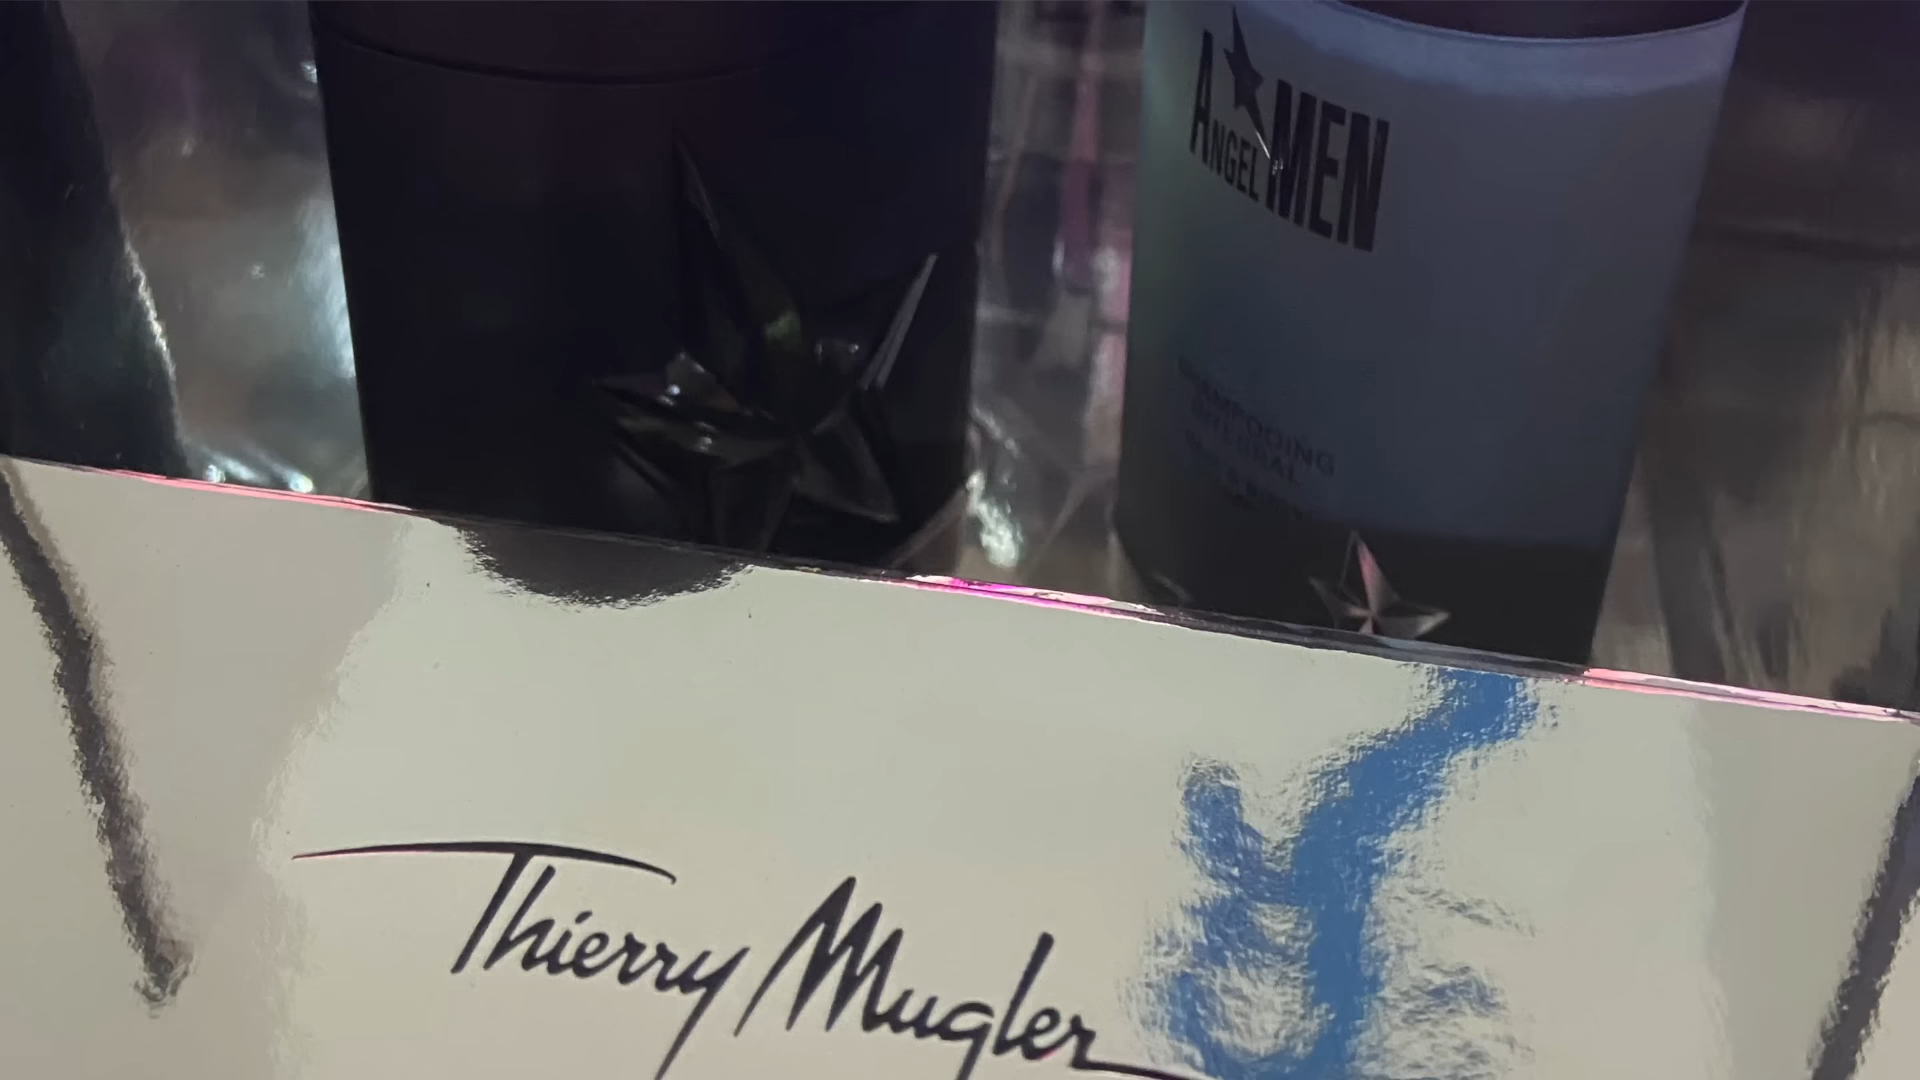 A★MEN
ANGEL
SHAMPOOING
INTEGRAL
Thierry Mugler